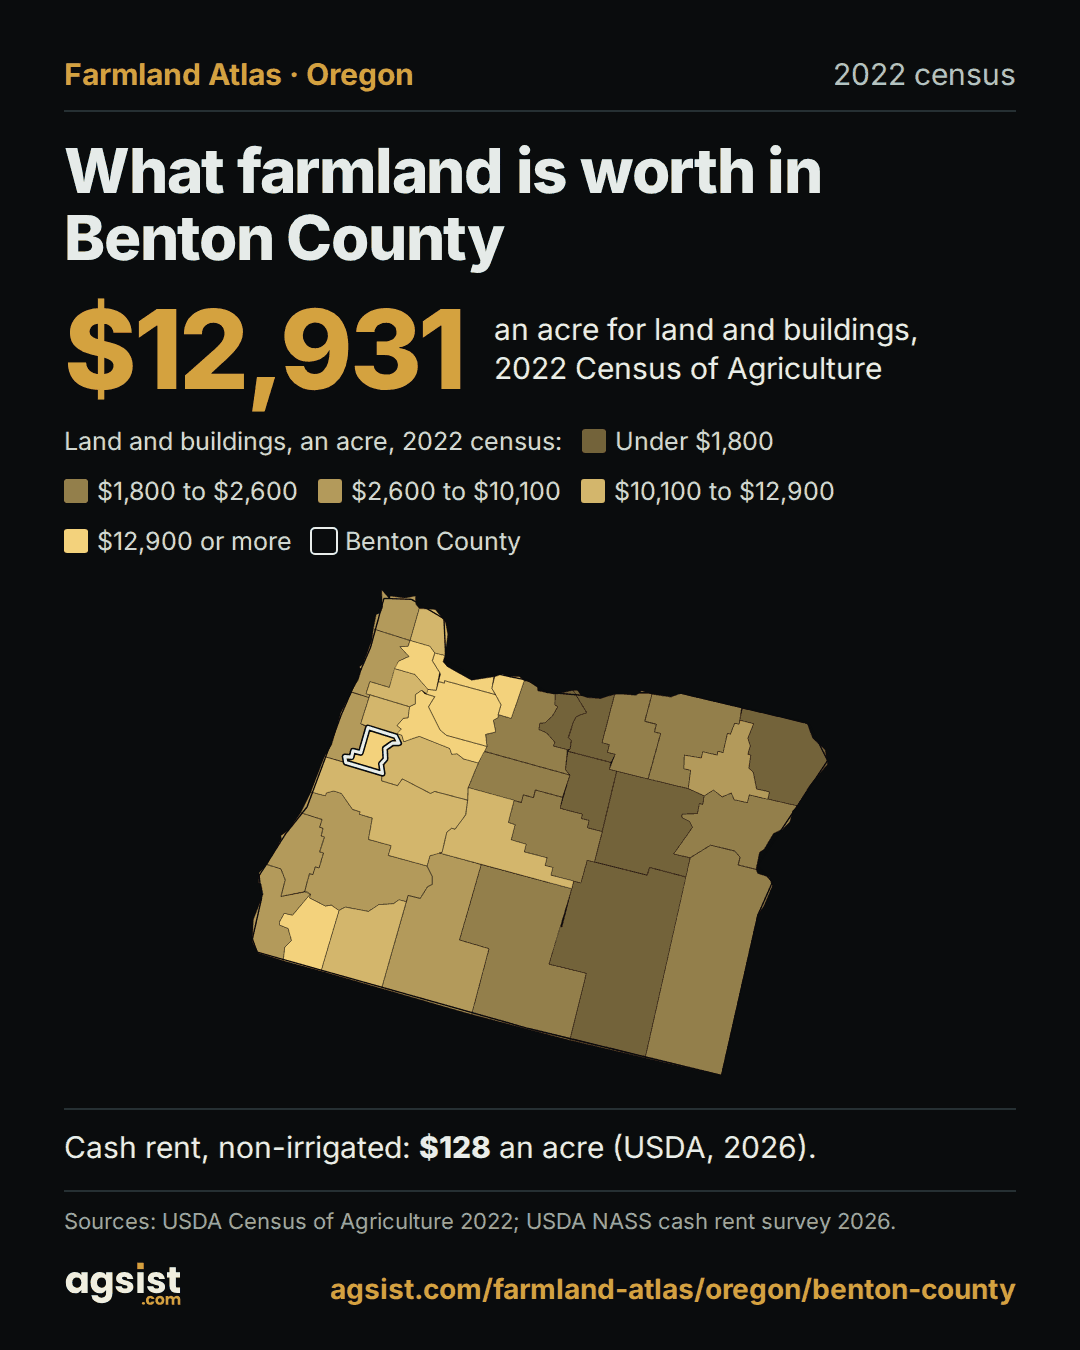 Farmland Atlas · Oregon
2022 census
What farmland is worth in
Benton County
$12,931
an acre for land and buildings,
2022 Census of Agriculture
Land and buildings, an acre, 2022 census: Under $1,800
$1,800 to $2,600 $2,600 to $10,100 $10,100 to $12,900
$12,900 or more Benton County
Cash rent, non-irrigated: $128 an acre (USDA, 2026).
Sources: USDA Census of Agriculture 2022; USDA NASS cash rent survey 2026.
agsist
.com
agsist.com/farmland-atlas/oregon/benton-county